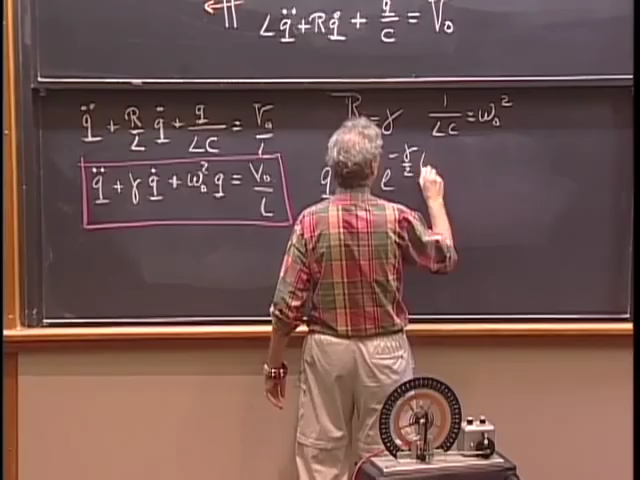 L q̈ + R q̇ + q/C = V₀
q̈ + R/L q̇ + q/LC = V₀/L
R = γ 1/LC = ω₀²
q̈ + γ q̇ + ω₀² q = V₀/L
q e^(-γ/2